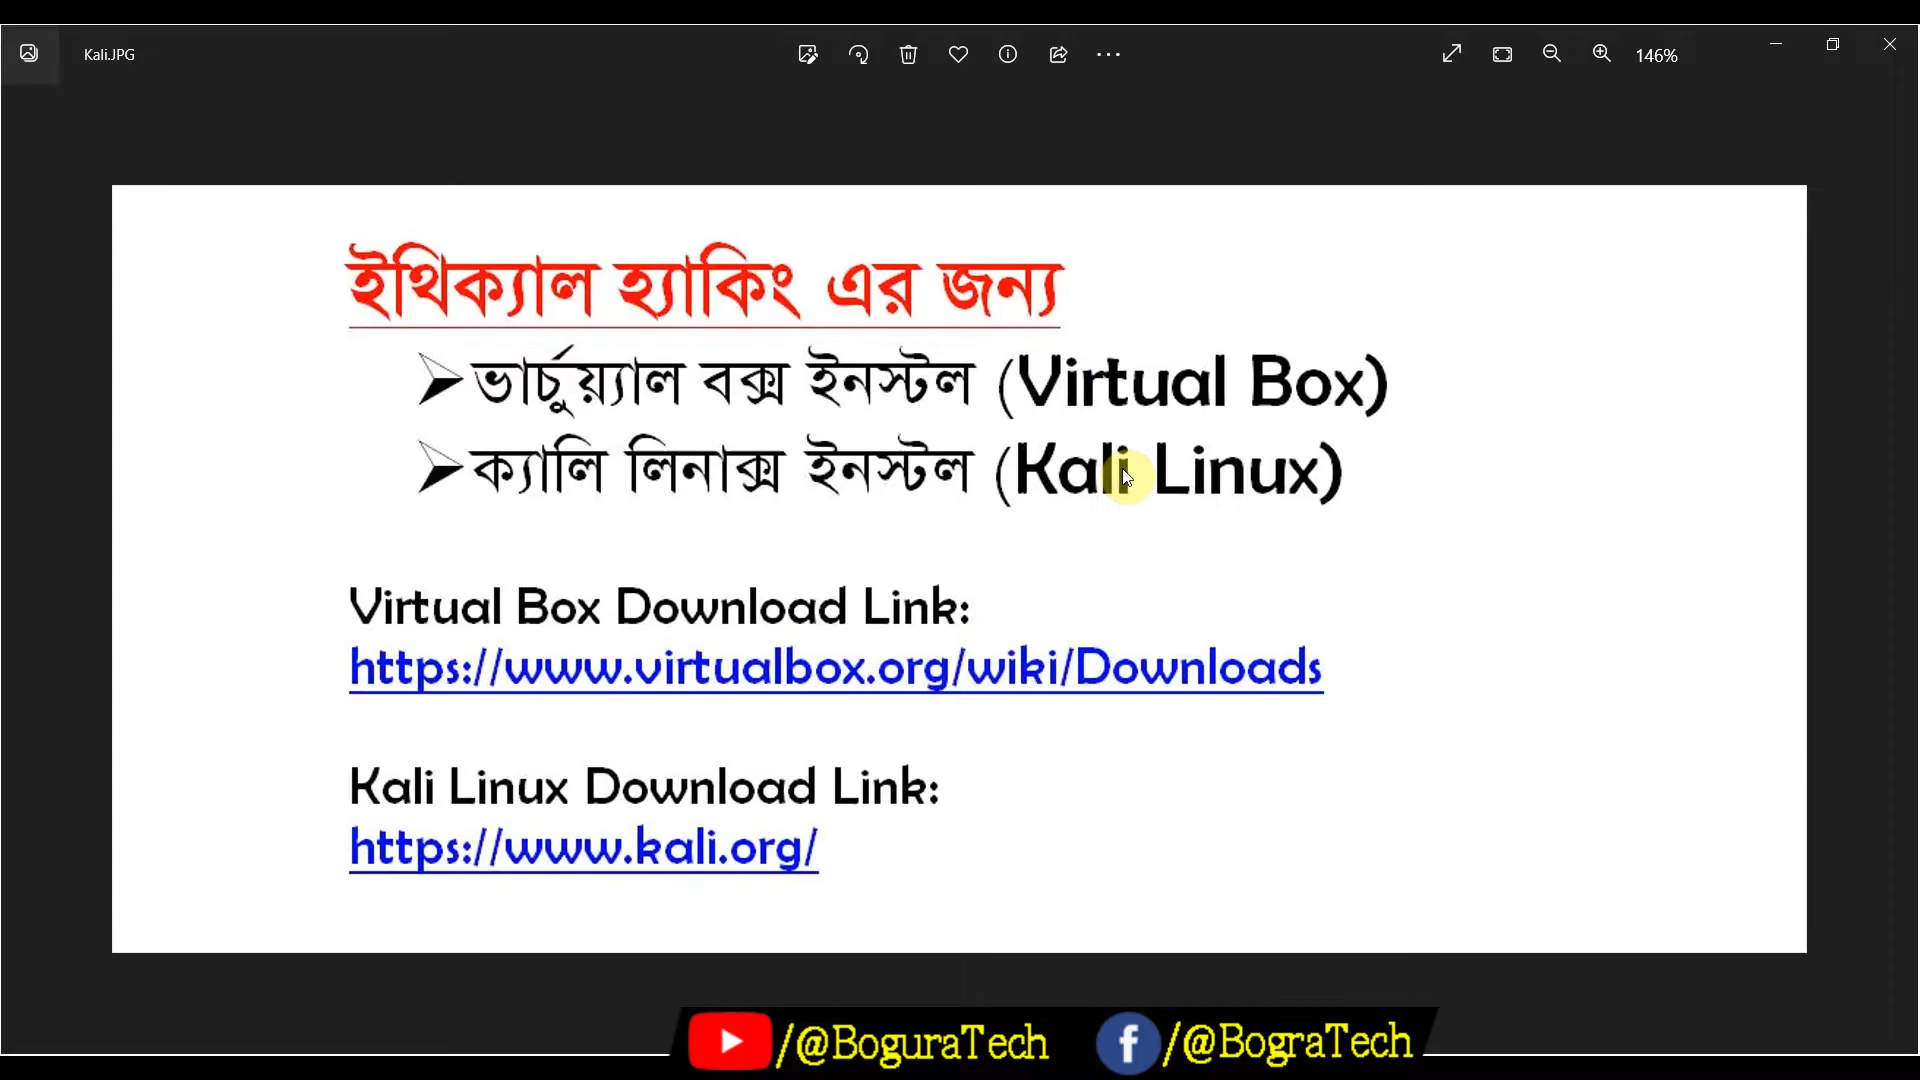 Kali.JPG
146%
ইথিক্যাল হ্যাকিং এর জন্য
ভার্চুয়্যাল বক্স ইনস্টল (Virtual Box)
ক্যালি লিনাক্স ইনস্টল (Kali Linux)
Virtual Box Download Link:
https://www.virtualbox.org/wiki/Downloads
Kali Linux Download Link:
https://www.kali.org/
/@BoguraTech
/@BograTech